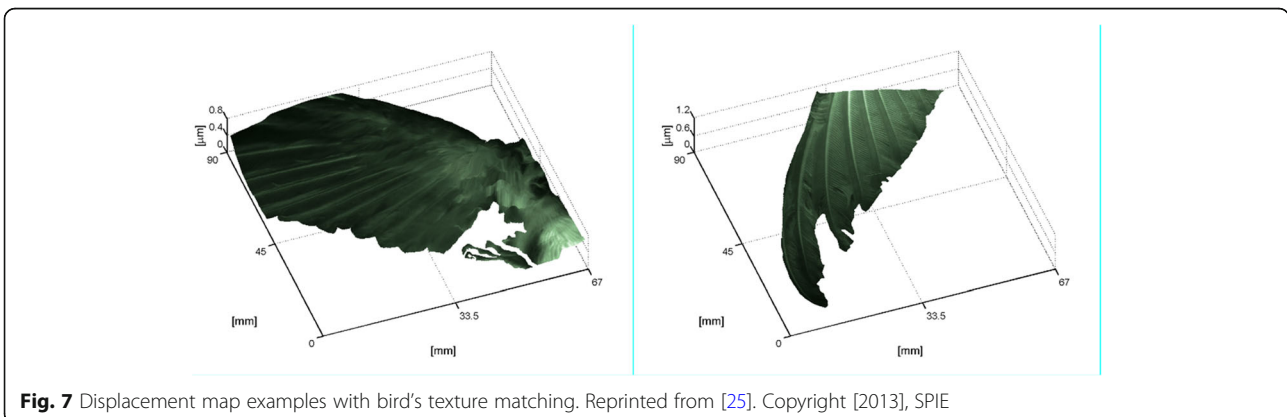 0.8
0.4
0
[µm]
90
45
0
[mm]
33.5
67
[mm]
1.2
0.6
0
[µm]
90
45
0
[mm]
33.5
67
[mm]
Fig. 7 Displacement map examples with bird's texture matching. Reprinted from [25]. Copyright [2013], SPIE